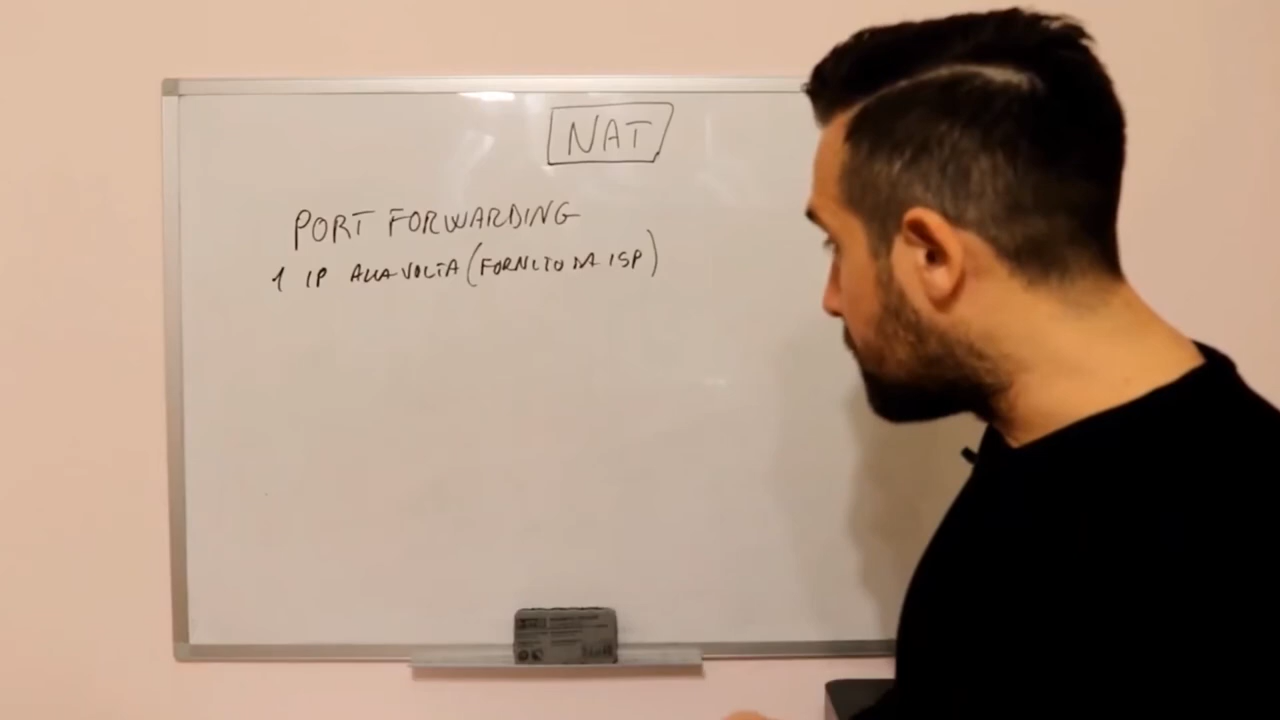 NAT
PORT FORWARDING
1 IP ALLA VOLTA (FORNITO DA ISP)